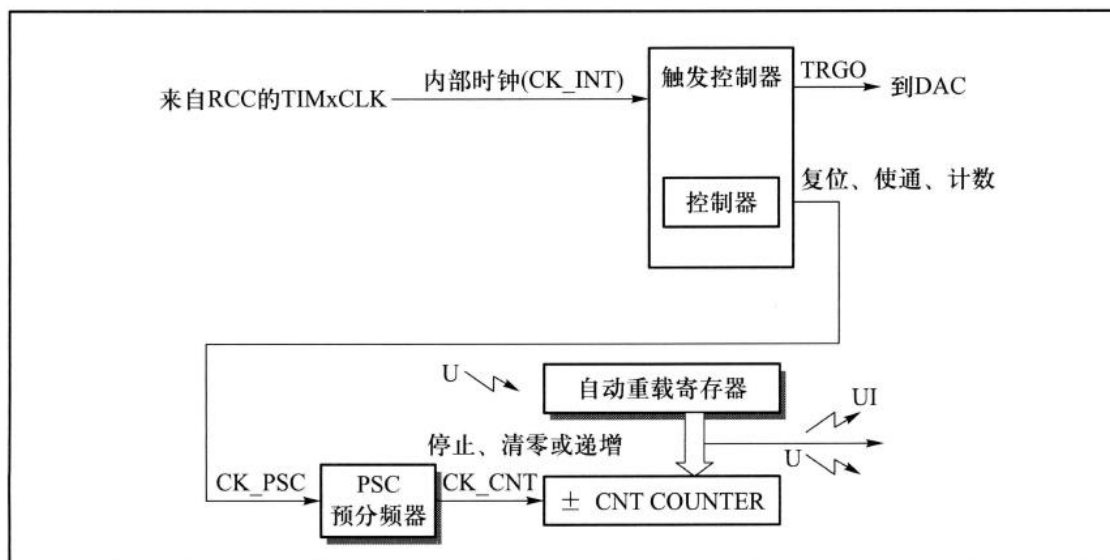 来自RCC的TIMxCLK
内部时钟(CK_INT)
触发控制器
TRGO
到DAC
控制器
复位、使通、计数
U
自动重载寄存器
UI
U
停止、清零或递增
CK_PSC
PSC
预分频器
CK_CNT
± CNT COUNTER